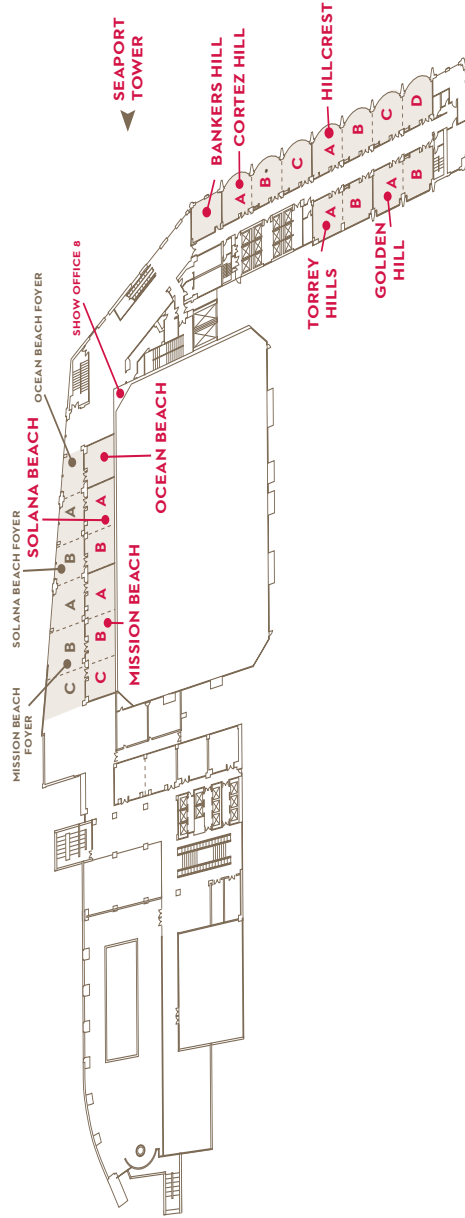 SEAPORT
TOWER
BANKERS HILL
CORTEZ HILL
HILLCREST
A
B
C
A
B
C
D
A
B
A
B
TORREY
HILLS
GOLDEN
HILL
SHOW OFFICE 8
OCEAN BEACH FOYER
SOLANA BEACH FOYER
MISSION BEACH
FOYER
SOLANA BEACH
C
B
A
B
A
C
B
A
B
A
OCEAN BEACH
MISSION BEACH